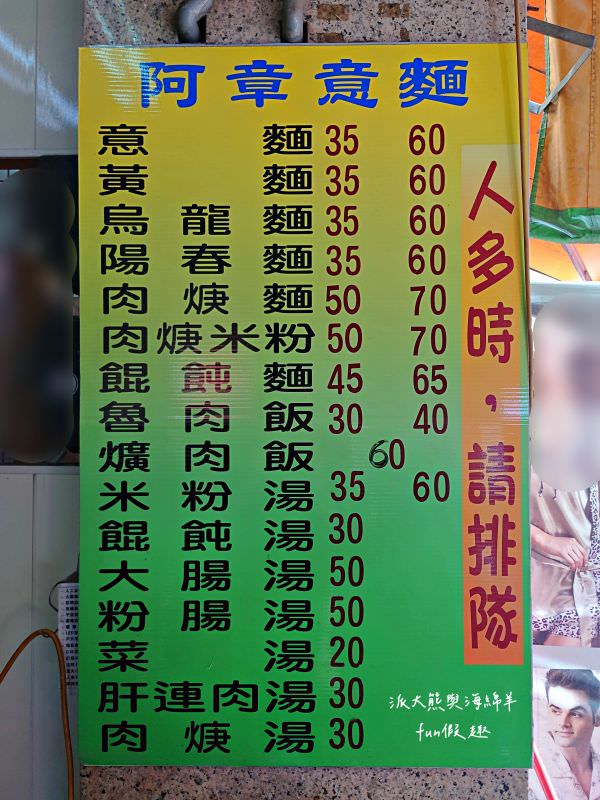 阿章意麵
意麵 35 60
黃麵 35 60
烏龍麵 35 60
陽春麵 35 60
肉焿麵 50 70
肉焿米粉 50 70
餛飩麵 45 65
魯肉飯 30 40
爌肉飯 60
米粉湯 35 60
餛飩湯 30
大腸湯 50
粉腸湯 50
菜湯 20
肝連肉湯 30
肉焿湯 30
人多時，請排隊
派大熊與海綿羊
fun假趣